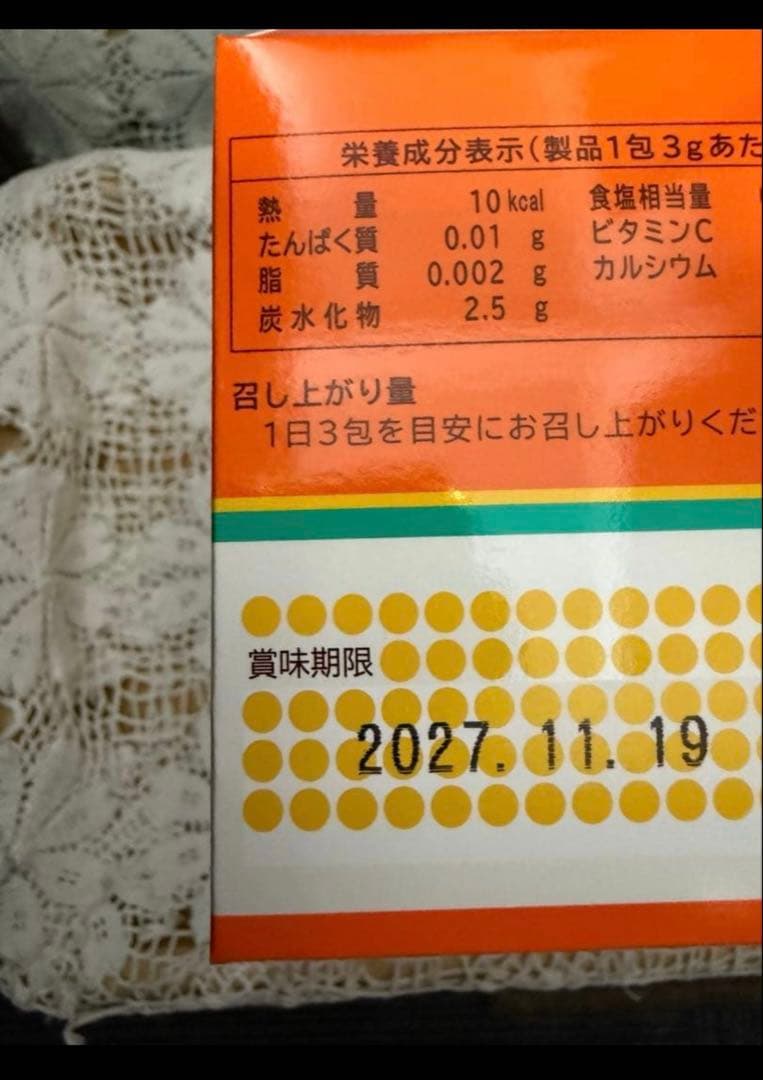 栄養成分表示(製品1包3gあた
熱量 10kcal 食塩相当量
たんぱく質 0.01 g ビタミンC
脂質 0.002 g カルシウム
炭水化物 2.5 g
召し上がり量
1日3包を目安にお召し上がりくだ
賞味期限
2027.11.19